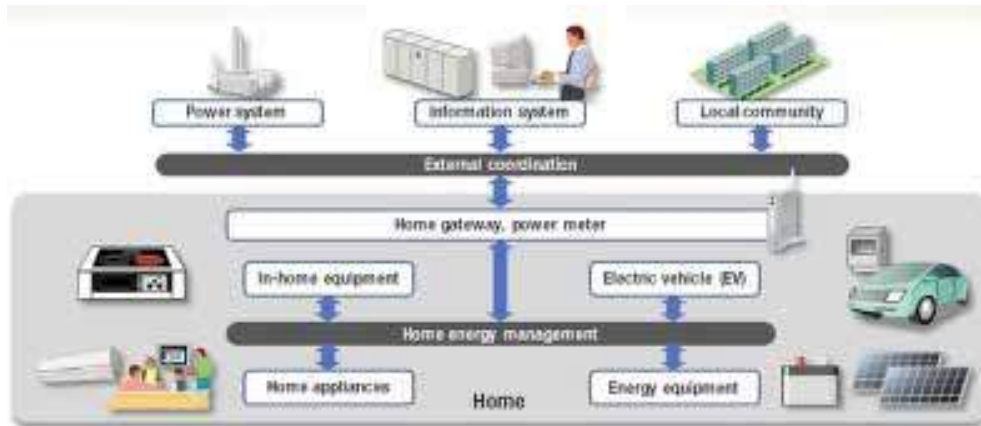 Power system
Information system
Local community
External coordination
Home gateway, power meter
In-home equipment
Electric vehicle (EV)
Home energy management
Home appliances
Energy equipment
Home